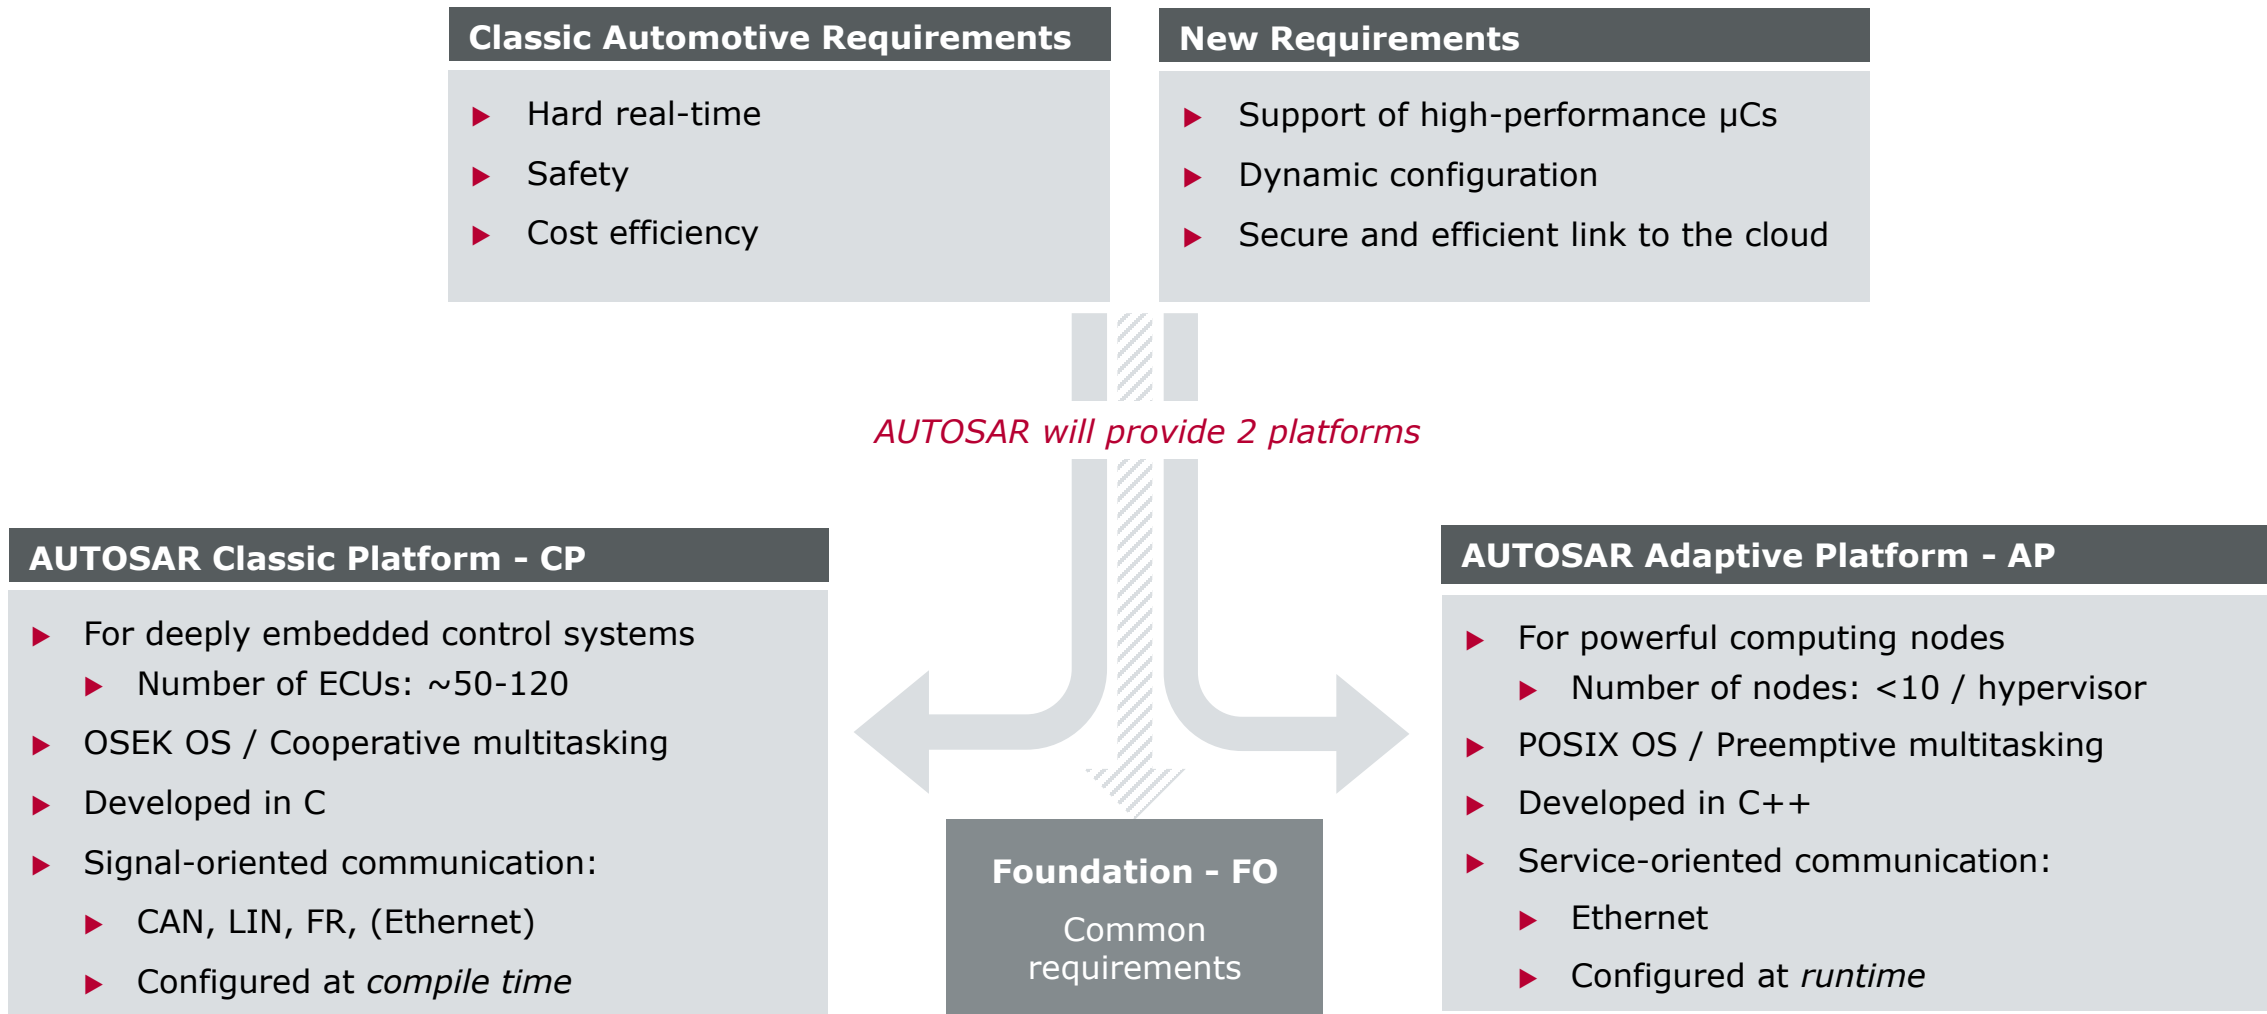 Classic Automotive Requirements
Hard real-time
Safety
Cost efficiency
New Requirements
Support of high-performance µCs
Dynamic configuration
Secure and efficient link to the cloud
AUTOSAR will provide 2 platforms
AUTOSAR Classic Platform - CP
For deeply embedded control systems
Number of ECUs: ~50-120
OSEK OS / Cooperative multitasking
Developed in C
Signal-oriented communication:
CAN, LIN, FR, (Ethernet)
Configured at compile time
Foundation - FO
Common
requirements
AUTOSAR Adaptive Platform - AP
For powerful computing nodes
Number of nodes: <10 / hypervisor
POSIX OS / Preemptive multitasking
Developed in C++
Service-oriented communication:
Ethernet
Configured at runtime